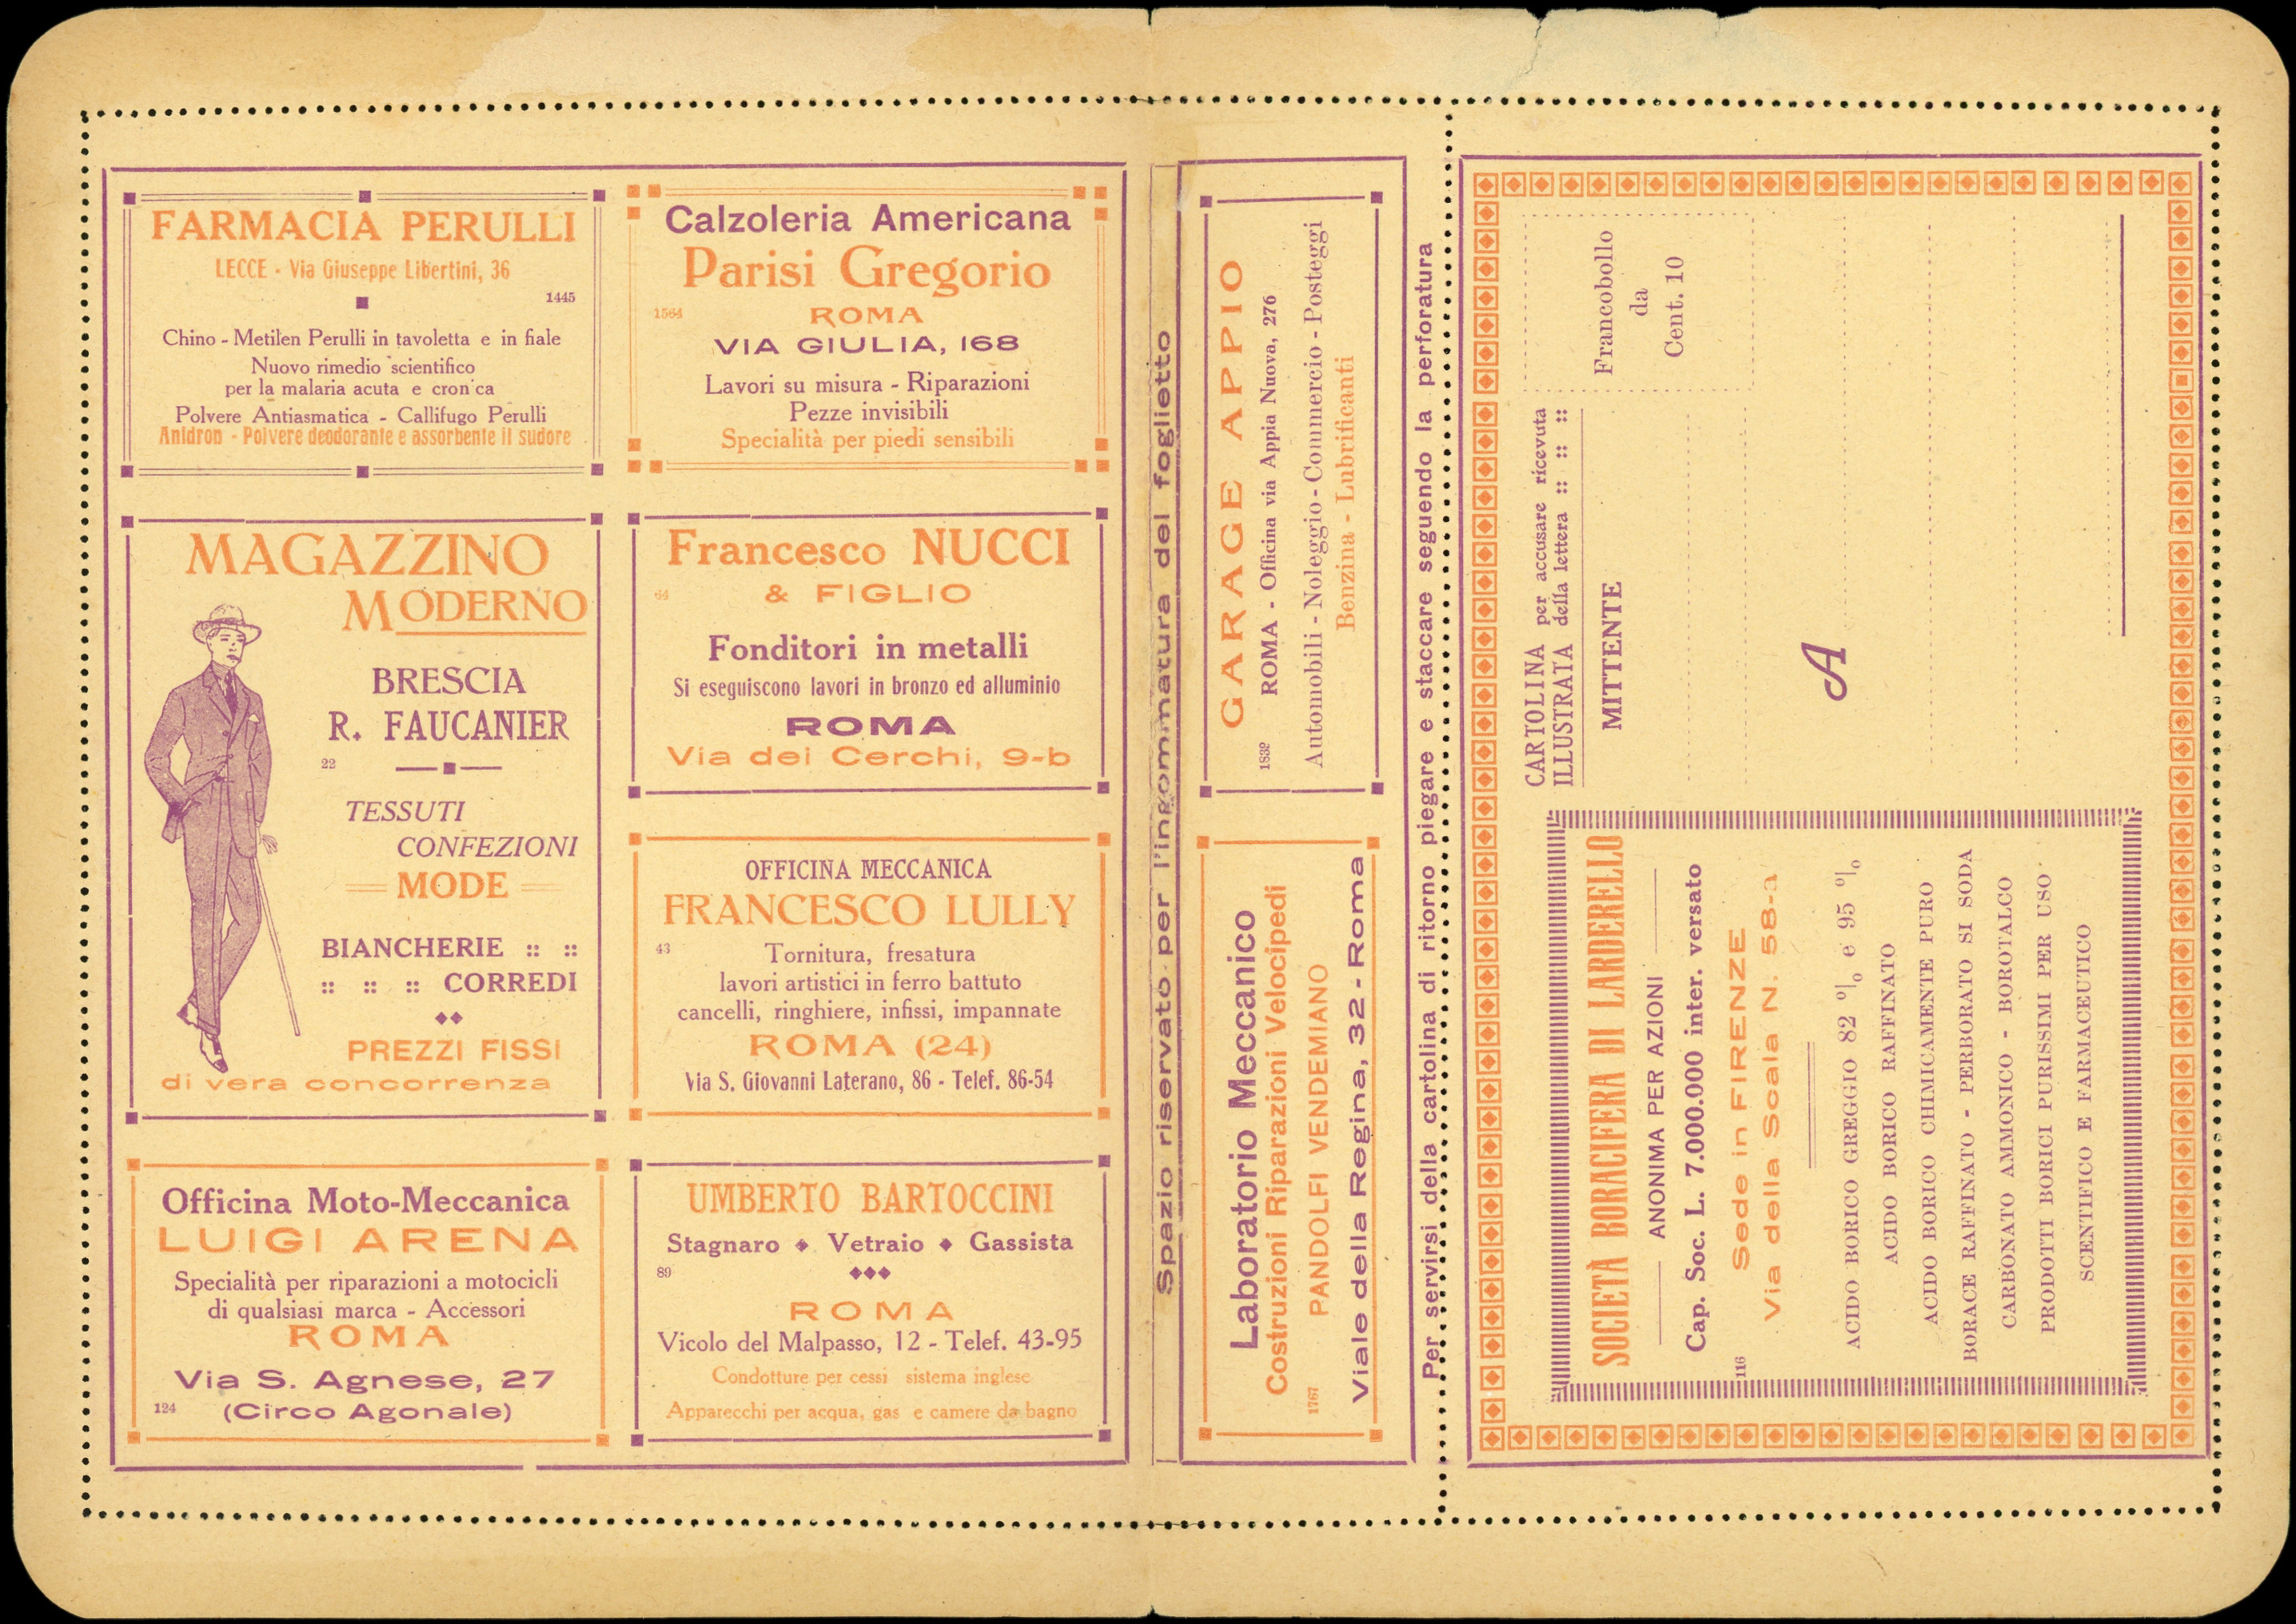 FARMACIA PERULLI
LECCE - Via Giuseppe Libertini, 36
1445
Chino - Metilen Perulli in tavoletta e in fiale
Nuovo rimedio scientifico
per la malaria acuta e cronica
Polvere Antiasmatica - Callifugo Perulli
Anidron - Polvere deodorante e assorbente il sudore
Calzoleria Americana
Parisi Gregorio
1564
ROMA
VIA GIULIA, 168
Lavori su misura - Riparazioni
Pezze invisibili
Specialità per piedi sensibili
MAGAZZINO
MODERNO
BRESCIA
R. FAUCANIER
22
TESSUTI
CONFEZIONI
MODE
BIANCHERIE :: ::
:: :: :: CORREDI
PREZZI FISSI
di vera concorrenza
Francesco NUCCI
64
& FIGLIO
Fonditori in metalli
Si eseguiscono lavori in bronzo ed alluminio
ROMA
Via dei Cerchi, 9-b
OFFICINA MECCANICA
FRANCESCO LULLY
43
Tornitura, fresatura
lavori artistici in ferro battuto
cancelli, ringhiere, infissi, impannate
ROMA (24)
Via S. Giovanni Laterano, 86 - Telef. 86-54
Officina Moto-Meccanica
LUIGI ARENA
Specialità per riparazioni a motocicli
di qualsiasi marca - Accessori
ROMA
Via S. Agnese, 27
124
(Circo Agonale)
UMBERTO BARTOCCINI
Stagnaro ♦ Vetraio ♦ Gassista
89
ROMA
Vicolo del Malpasso, 12 - Telef. 43-95
Condotture per cessi sistema inglese
Apparecchi per acqua, gas e camere da bagno
Spazio riservato per l'ingommatura del foglietto
GARAGE APPIO
1832
ROMA - Officina via Appia Nuova, 276
Automobili - Noleggio - Commercio - Posteggi
Benzina - Lubrificanti
Laboratorio Meccanico
Costruzioni Riparazioni Velocipedi
1767
PANDOLFI VENDEMIANO
Viale della Regina, 32 - Roma
Per servirsi della cartolina di ritorno piegare e staccare seguendo la perforatura
CARTOLINA per accusare ricevuta
ILLUSTRATA della lettera :: :: :: ::
MITTENTE
Francobollo
da
Cent. 10
A
SOCIETÀ BORACIFERA DI LARDERELLO
ANONIMA PER AZIONI
Cap. Soc. L. 7.000.000 inter. versato
116
Sede in FIRENZE
Via della Scala N. 58-a
ACIDO BORICO GREGGIO 82 % e 95 %
ACIDO BORICO RAFFINATO
ACIDO BORICO CHIMICAMENTE PURO
BORACE RAFFINATO - PERBORATO SI SODA
CARBONATO AMMONICO - BOROTALCO
PRODOTTI BORICI PURISSIMI PER USO
SCENTIFICO E FARMACEUTICO